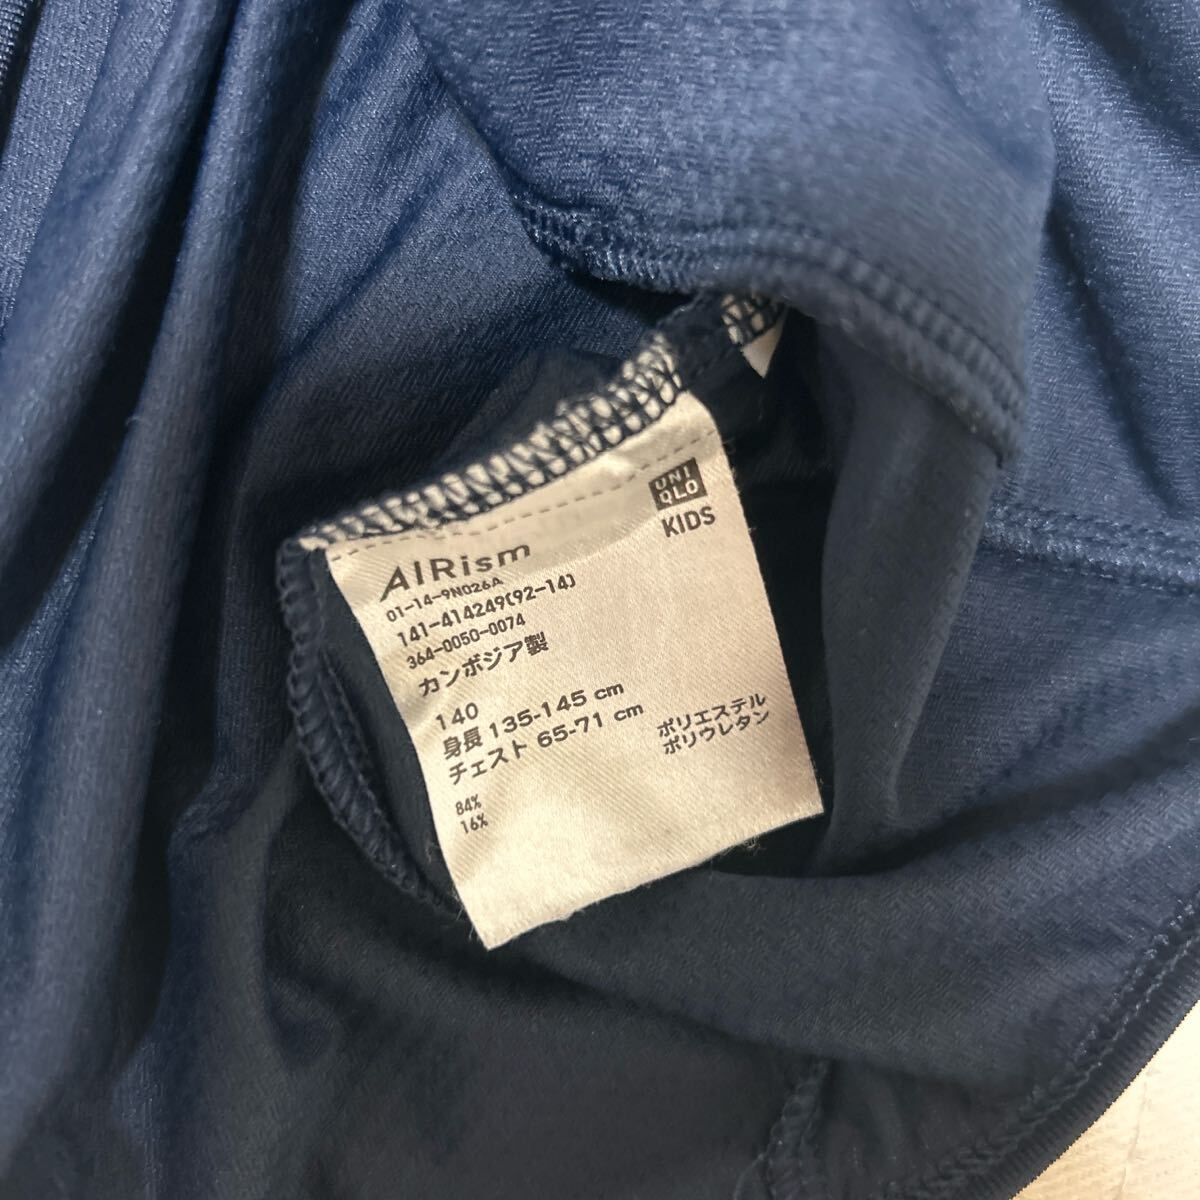 UNI
QLO
KIDS
AIRism
01-14-9N026A
141-414249(92-14)
364-0050-0074
カンボジア製
140
身長 135-145 cm
チェスト 65-71 cm
ポリエステル
ポリウレタン
84%
16%